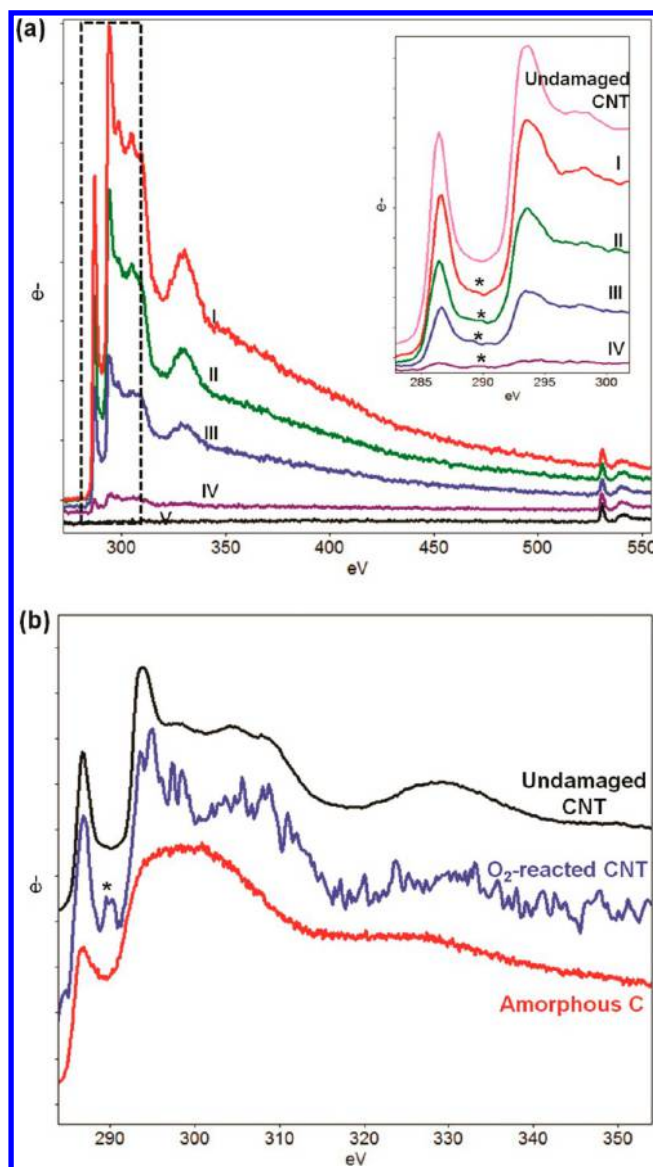 (a)
Undamaged
CNT
I
II
III
IV
*
*
*
*
e-
285 290 295 300
eV
I
II
III
IV
V
e-
300 350 400 450 500 550
eV
(b)
Undamaged
CNT
O₂-reacted CNT
*
Amorphous C
e-
290 300 310 320 330 340 350
eV